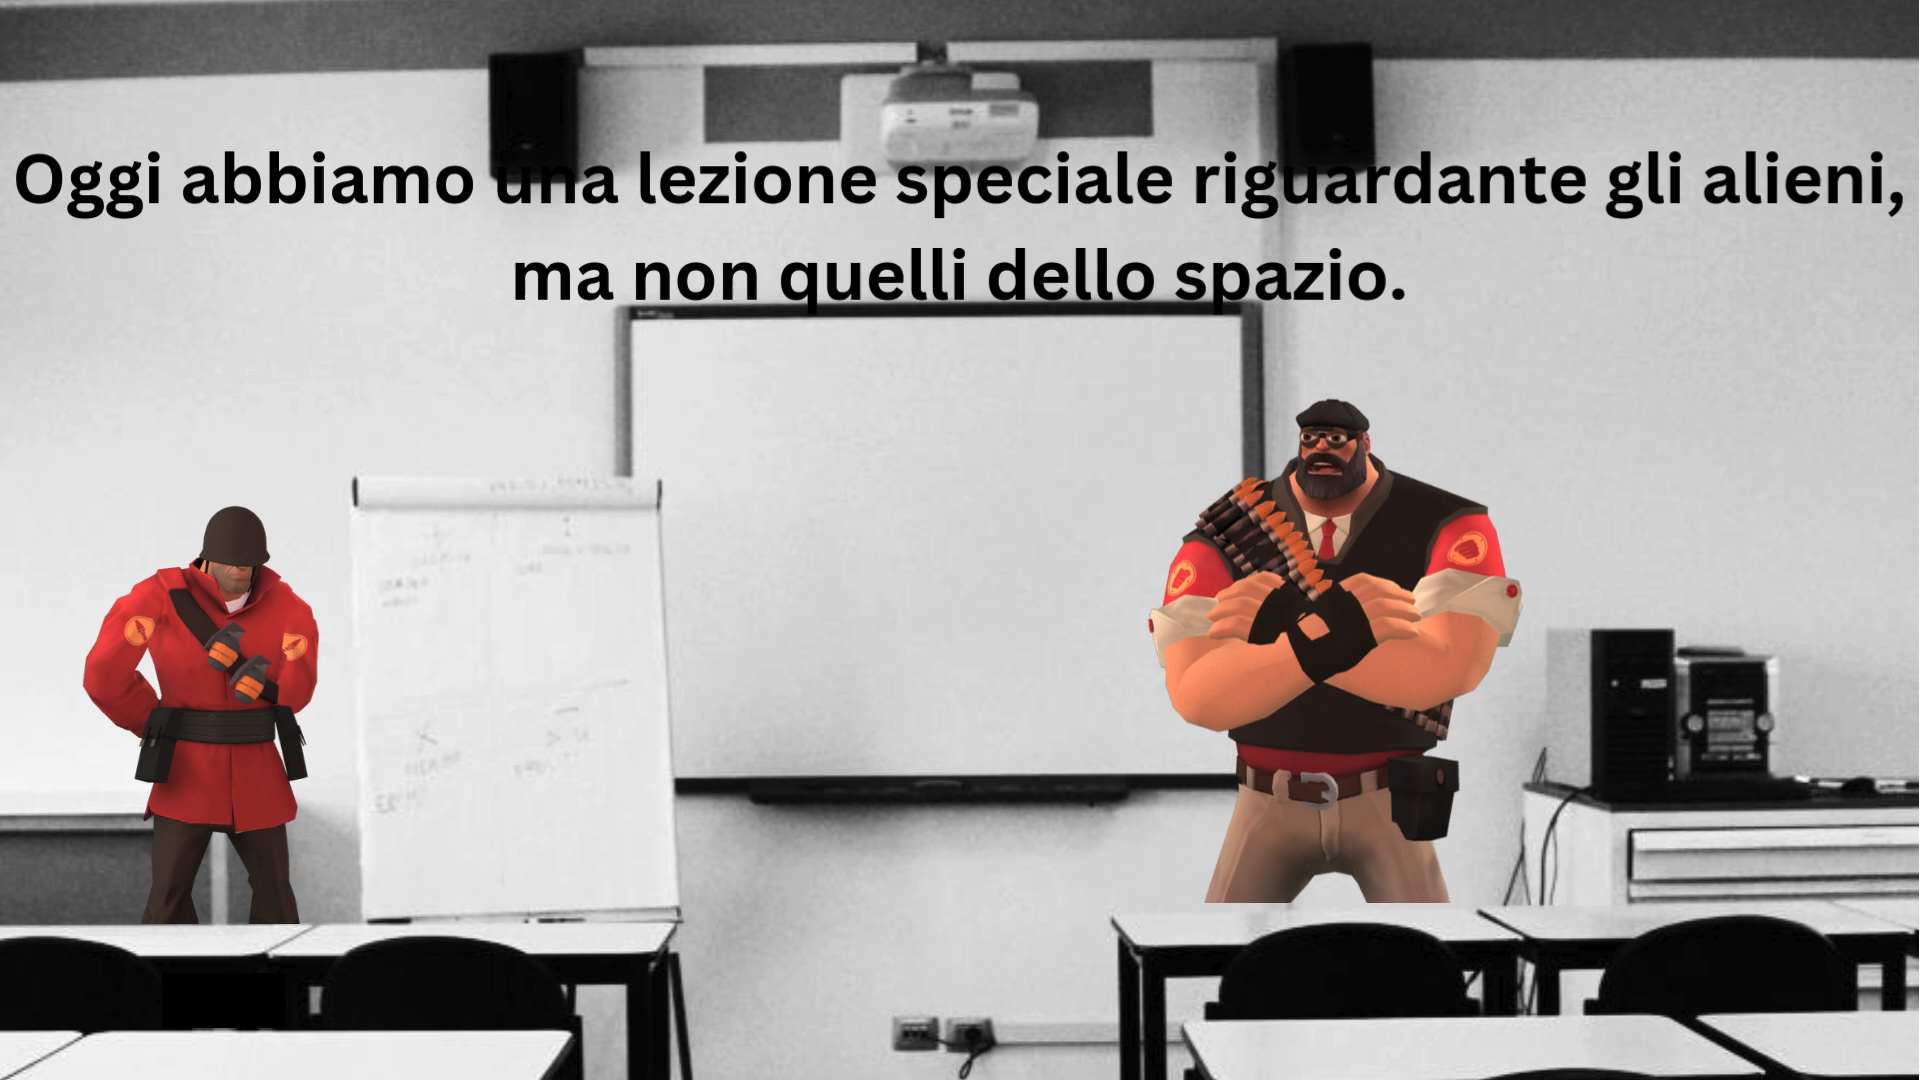 Oggi abbiamo una lezione speciale riguardante gli alieni,
ma non quelli dello spazio.